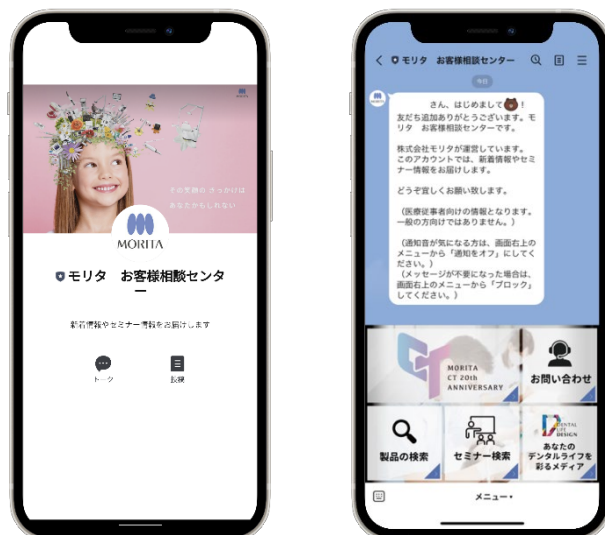 その笑顔の きっかけは
あなたかもしれない
MORITA
モリタ お客様相談センタ
ー
新着情報やセミナー情報をお届けします
トーク
モリタ お客様相談センター
今日
さん、はじめまして!
友だち追加ありがとうございます。モ
リタ お客様相談センターです。
株式会社モリタが運営しています。
このアカウントでは、新着情報やセミ
ナー情報をお届けします。
どうぞ宜しくお願い致します。
(医療従事者向けの情報となります。
一般の方向けではありません。)
(通知音が気になる方は、画面右上の
メニューから「通知をオフ」にしてく
ださい。)
(メッセージが不要になった場合は、
画面右上のメニューから「ブロック」
してください。)
CT
MORITA
CT 20th
ANNIVERSARY
お問い合わせ
製品の検索
セミナー検索
DENTAL
LIFE
DESIGN
あなたの
デンタルライフを
彩るメディア
メニュー